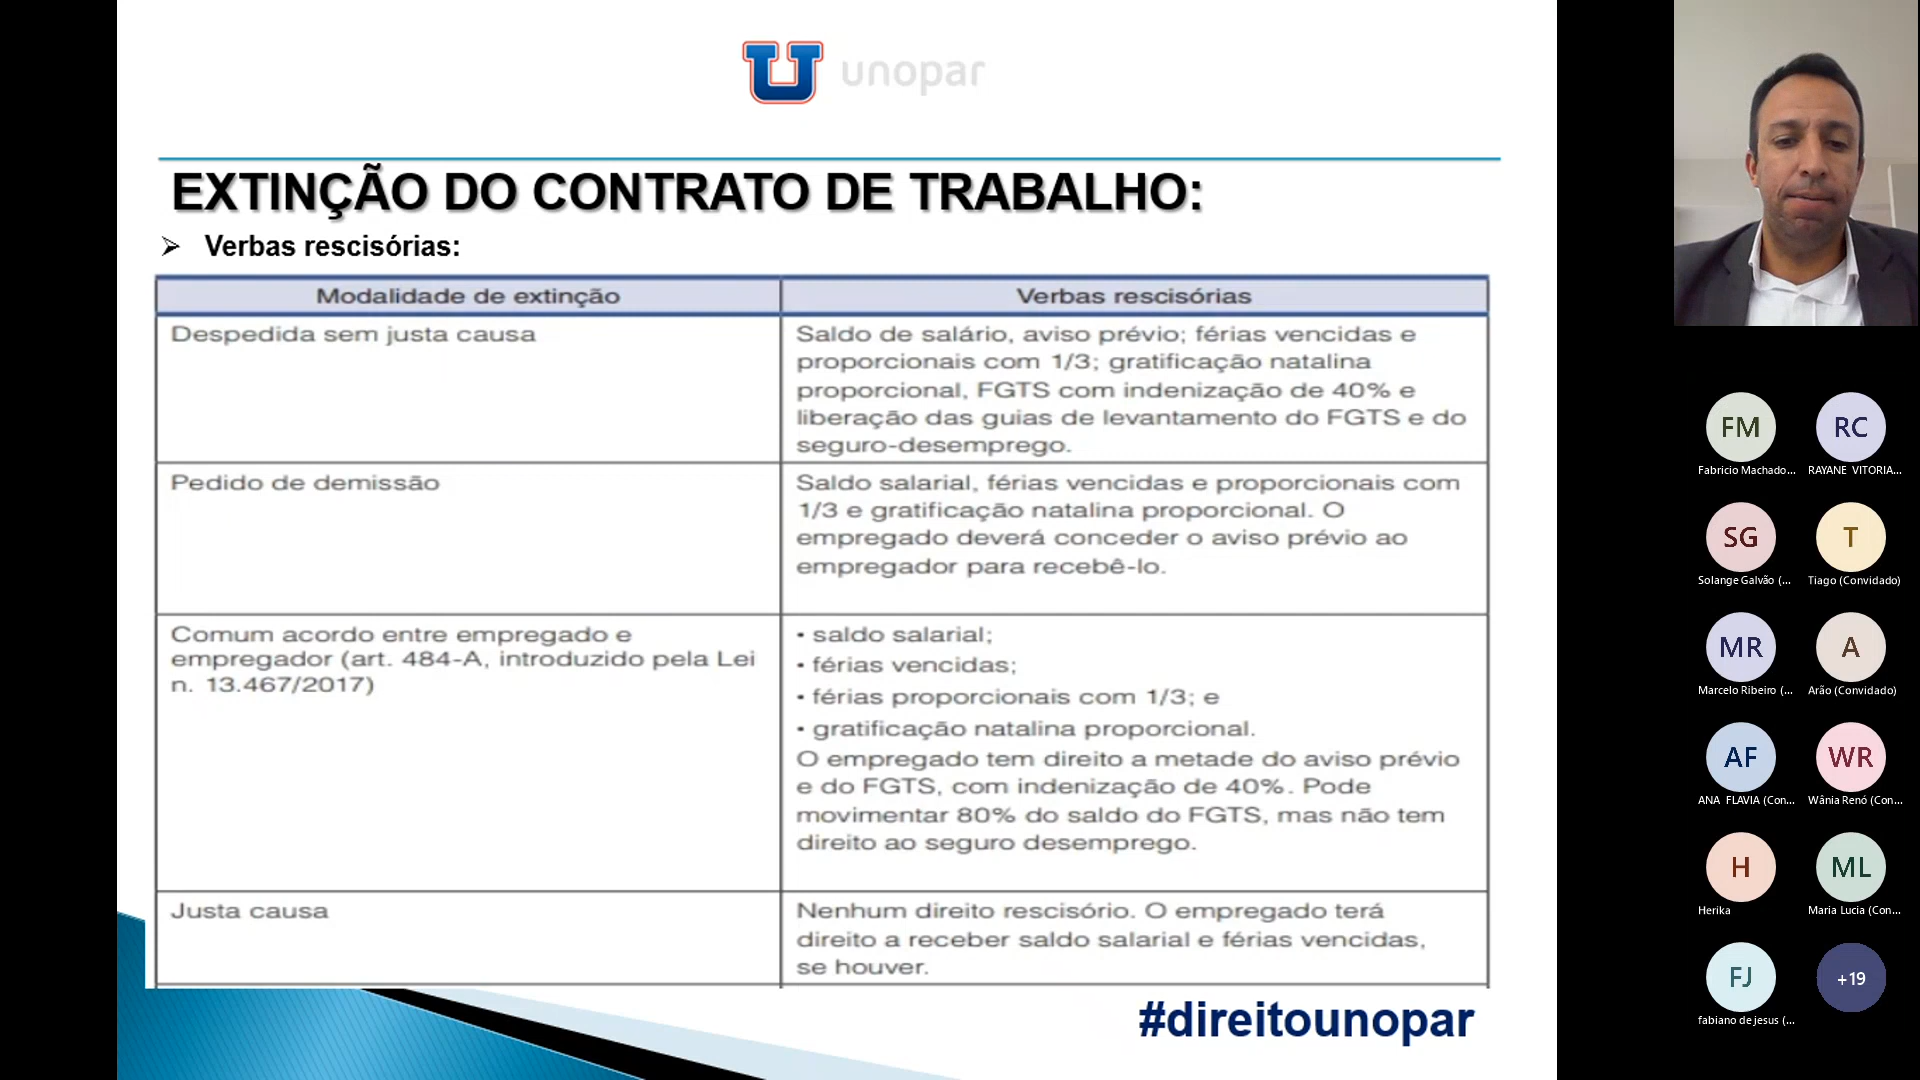 unopar
EXTINÇÃO DO CONTRATO DE TRABALHO:
Verbas rescisórias:
Modalidade de extinção
Verbas rescisórias
Despedida sem justa causa
Saldo de salário, aviso prévio; férias vencidas e
proporcionais com 1/3; gratificação natalina
proporcional, FGTS com indenização de 40% e
liberação das guias de levantamento do FGTS e do
seguro-desemprego.
Pedido de demissão
Saldo salarial, férias vencidas e proporcionais com
1/3 e gratificação natalina proporcional. O
empregado deverá conceder o aviso prévio ao
empregador para recebê-lo.
Comum acordo entre empregado e
empregador (art. 484-A, introduzido pela Lei
n. 13.467/2017)
• saldo salarial;
• férias vencidas;
• férias proporcionais com 1/3; e
• gratificação natalina proporcional.
O empregado tem direito a metade do aviso prévio
e do FGTS, com indenização de 40%. Pode
movimentar 80% do saldo do FGTS, mas não tem
direito ao seguro desemprego.
Justa causa
Nenhum direito rescisório. O empregado terá
direito a receber saldo salarial e férias vencidas,
se houver.
#direitounopar
FM
RC
Fabricio Machado...
RAYANE VITORIA...
SG
T
Solange Galvão (...
Tiago (Convidado)
MR
A
Marcelo Ribeiro (...
Arão (Convidado)
AF
WR
ANA FLAVIA (Con...
Wânia Renó (Con...
H
ML
Herika
Maria Lucia (Con...
FJ
+19
fabiano de jesus (...